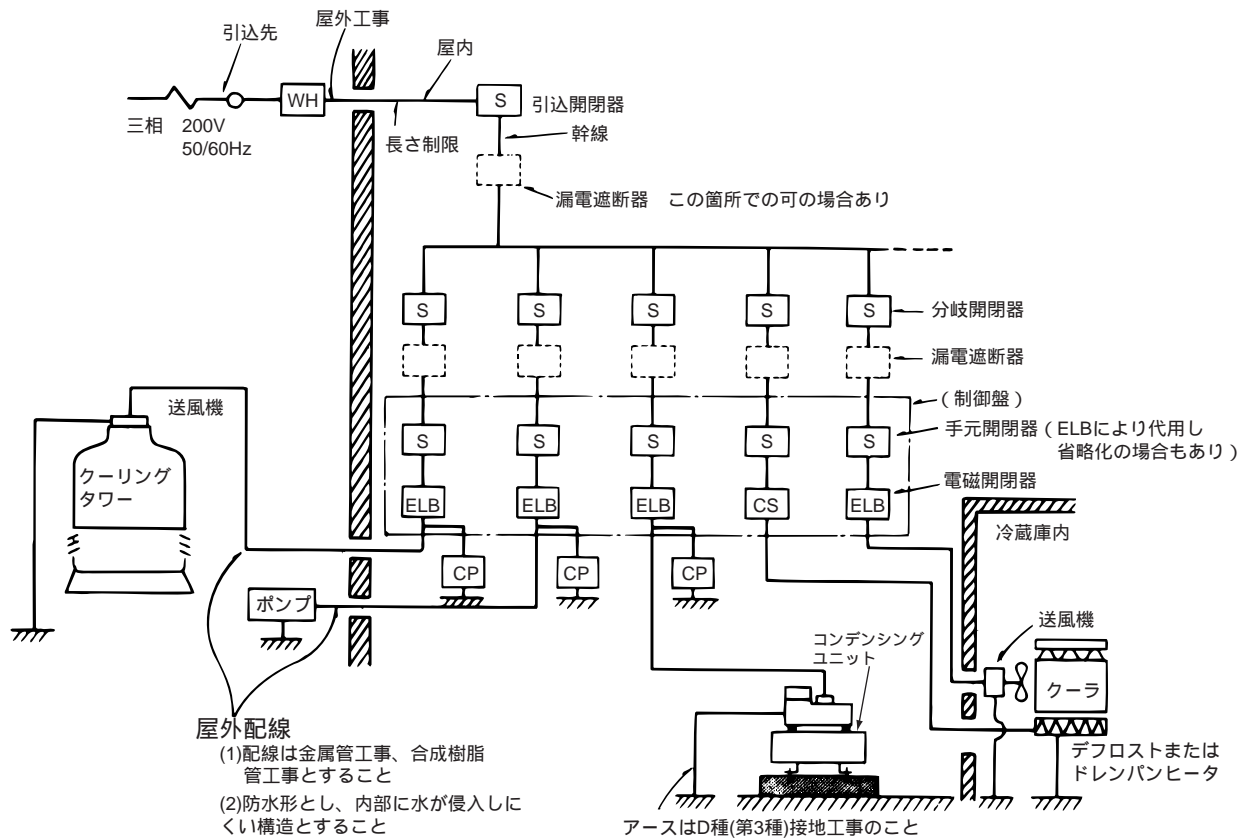 屋外工事
引込先
屋内
WH
S
引込開閉器
三相 200V
50/60Hz
長さ制限
幹線
漏電遮断器 この箇所での可の場合あり
S
S
S
S
S
分岐開閉器
漏電遮断器
(制御盤)
送風機
S
S
S
S
S
手元開閉器(ELBにより代用し
省略化の場合もあり)
クーリング
タワー
ELB
ELB
ELB
CS
ELB
電磁開閉器
冷蔵庫内
CP
CP
CP
ポンプ
送風機
コンデンシング
ユニット
クーラ
屋外配線
(1)配線は金属管工事、合成樹脂
管工事とすること
(2)防水形とし、内部に水が侵入しに
くい構造とすること
デフロストまたは
ドレンパンヒータ
アースはD種(第3種)接地工事のこと